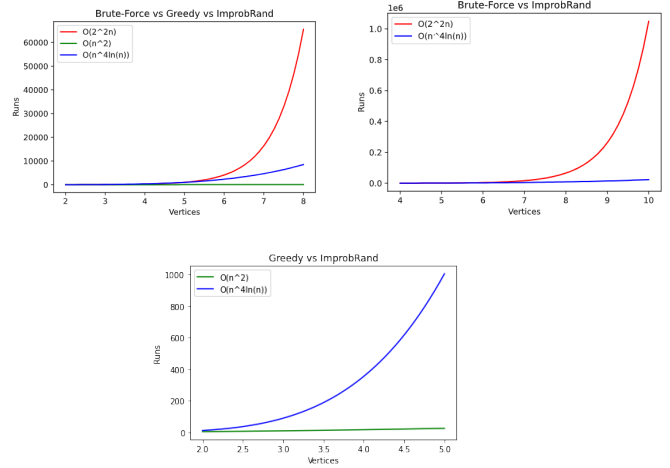 Brute-Force vs Greedy vs ImprobRand
O(2^2n)
O(n^2)
O(n^4ln(n))
60000
50000
40000
30000
20000
10000
0
Runs
2 3 4 5 6 7 8
Vertices
Brute-Force vs ImprobRand
1e6
O(2^2n)
O(n^4ln(n))
1.0
0.8
0.6
0.4
0.2
0.0
Runs
4 5 6 7 8 9 10
Vertices
Greedy vs ImprobRand
O(n^2)
O(n^4ln(n))
1000
800
600
400
200
0
Runs
2.0 2.5 3.0 3.5 4.0 4.5 5.0
Vertices